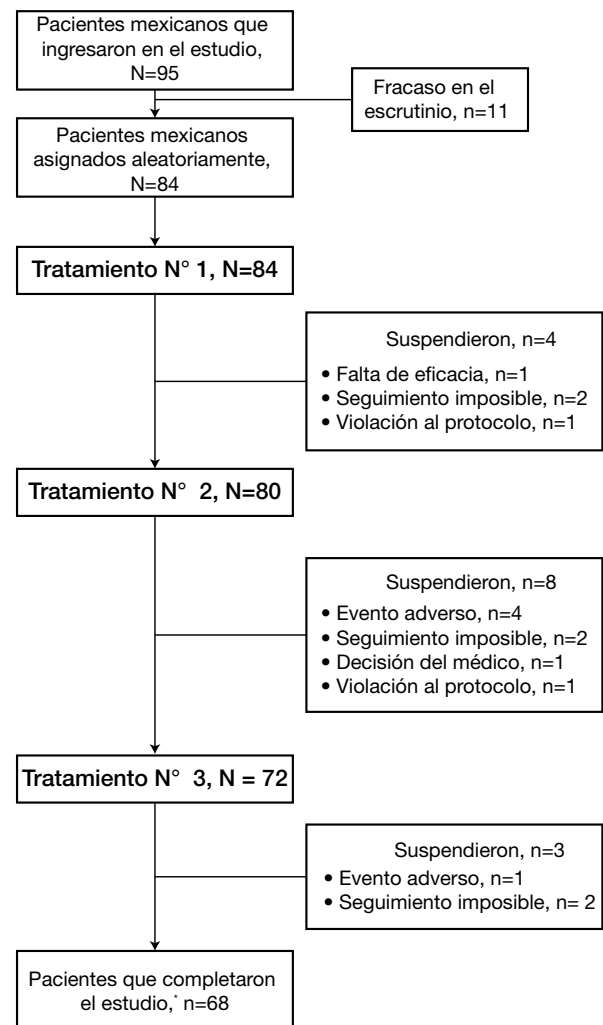 Pacientes mexicanos que
ingresaron en el estudio,
N=95
Fracaso en el
escrutinio, n=11
Pacientes mexicanos
asignados aleatoriamente,
N=84
Tratamiento N° 1, N=84
Suspendieron, n=4
• Falta de eficacia, n=1
• Seguimiento imposible, n=2
• Violación al protocolo, n=1
Tratamiento N° 2, N=80
Suspendieron, n=8
• Evento adverso, n=4
• Seguimiento imposible, n=2
• Decisión del médico, n=1
• Violación al protocolo, n=1
Tratamiento N° 3, N = 72
Suspendieron, n=3
• Evento adverso, n=1
• Seguimiento imposible, n= 2
Pacientes que completaron
el estudio,* n=68